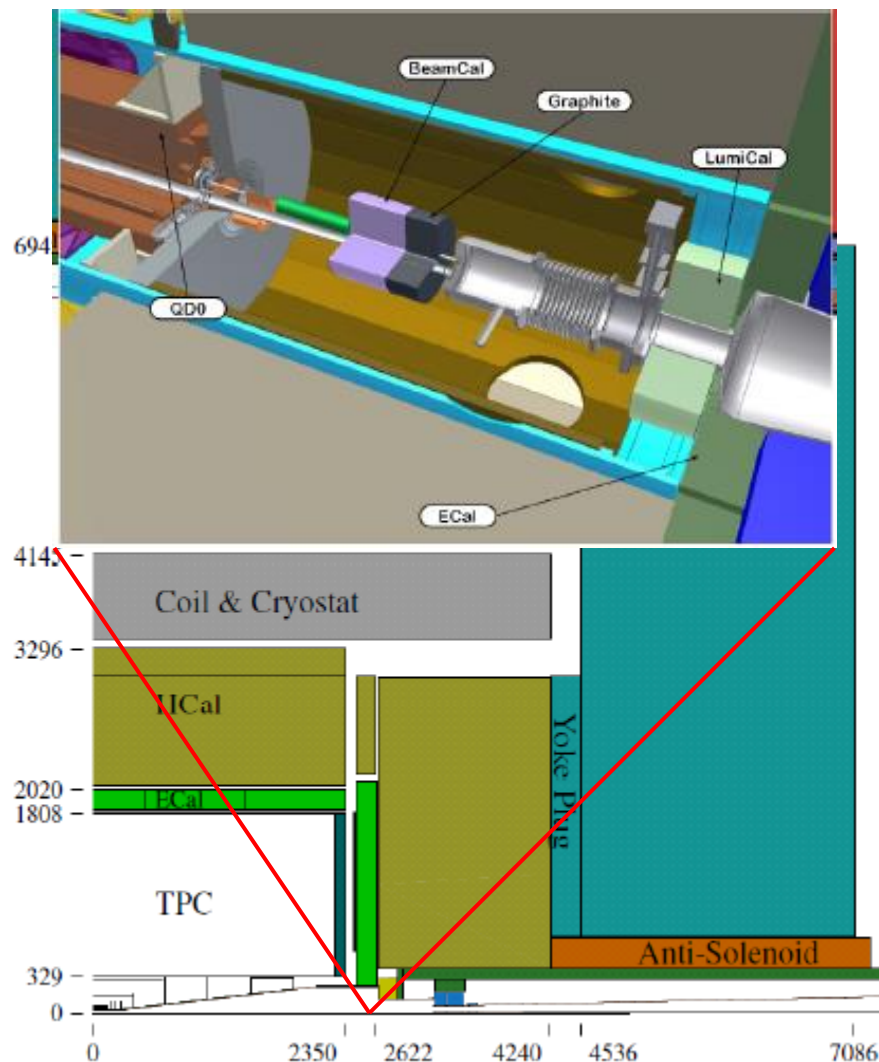 BeamCal
Graphite
LumiCal
694
QD0
ECal
414
Coil & Cryostat
3296
HCal
Yoke Plug
2020
ECal
1808
TPC
Anti-Solenoid
329
0
0
2350
2622
4240
4536
7086